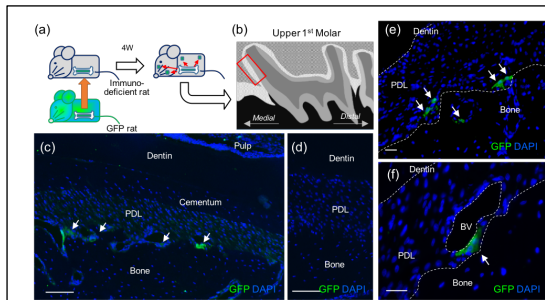 (a)
4W
Immuno-
deficient rat
GFP rat
(b)
Upper 1st Molar
Medial
Distal
(c)
Pulp
Dentin
Cementum
PDL
Bone
GFP DAPI
(d)
Dentin
PDL
Bone
GFP DAPI
(e)
Dentin
PDL
Bone
GFP DAPI
(f)
Dentin
BV
PDL
Bone
GFP DAPI